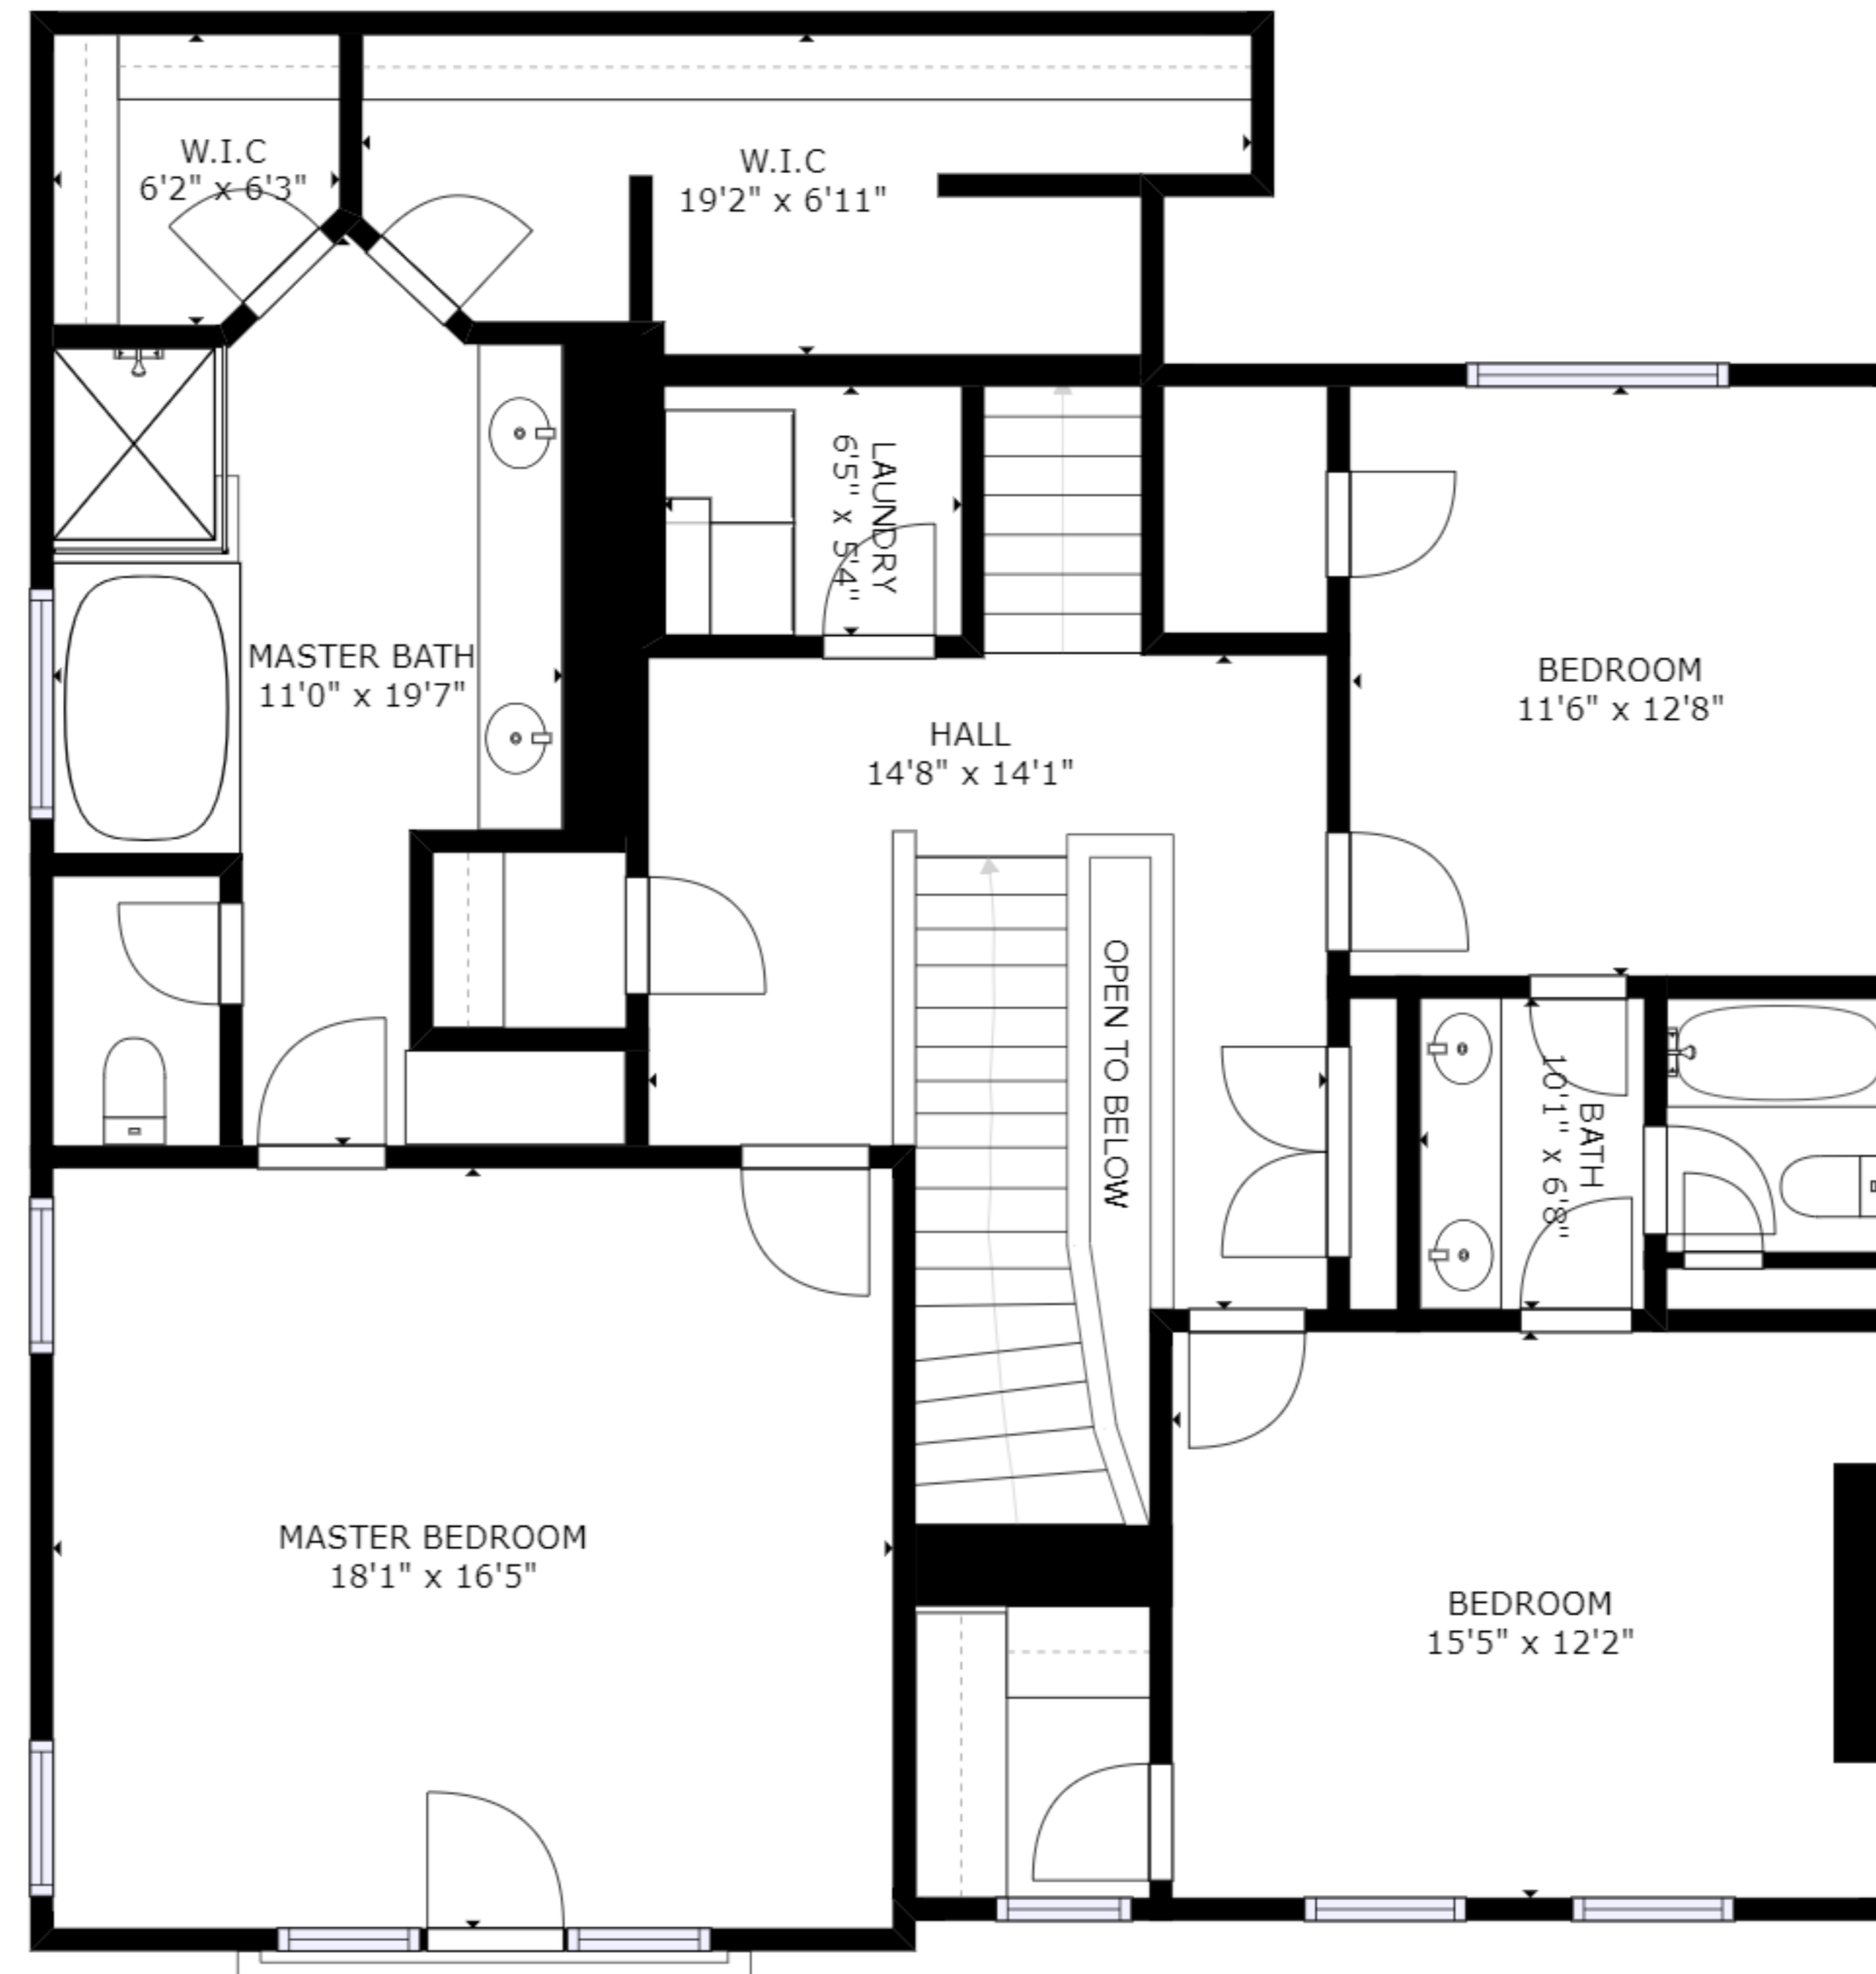 W.I.C
6'2" x 6'3"
W.I.C
19'2" x 6'11"
LAUNDRY
6'5" x 5'4"
MASTER BATH
11'0" x 19'7"
BEDROOM
11'6" x 12'8"
HALL
14'8" x 14'1"
OPEN TO BELOW
BATH
10'1" x 6'8"
MASTER BEDROOM
18'1" x 16'5"
BEDROOM
15'5" x 12'2"